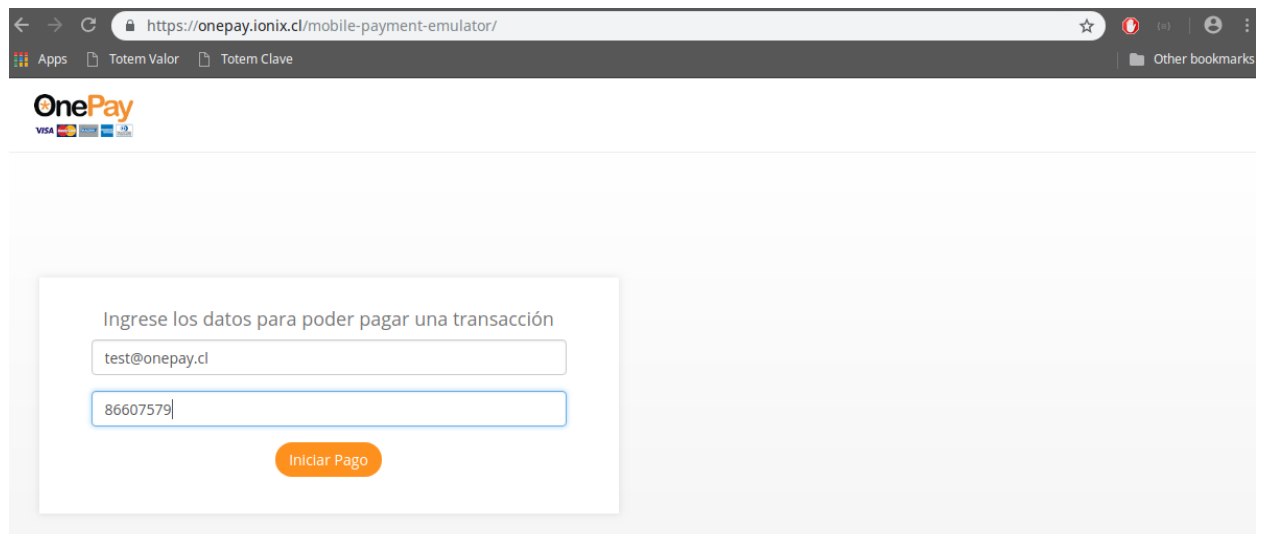 https://onepay.ionix.cl/mobile-payment-emulator/
Apps Totem Valor Totem Clave Other bookmarks
OnePay
VISA
Ingrese los datos para poder pagar una transacción
test@onepay.cl
86607579
Iniciar Pago